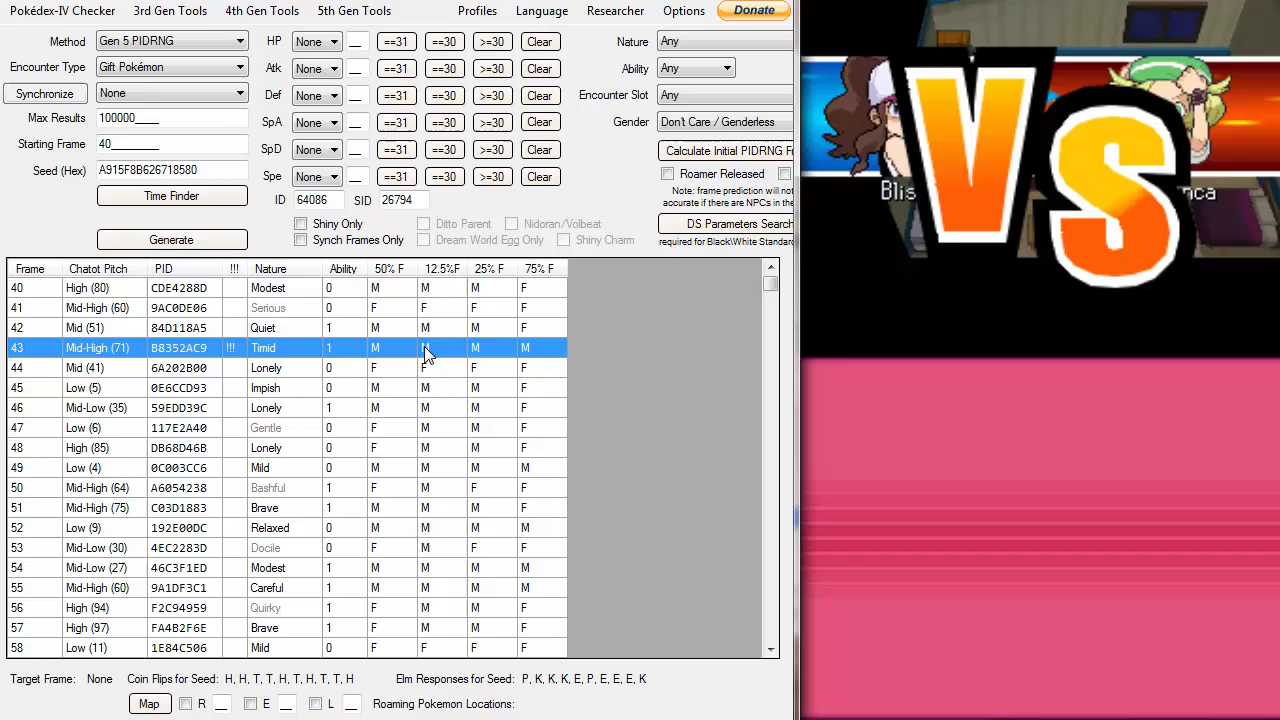 Pokédex-IV Checker 3rd Gen Tools 4th Gen Tools 5th Gen Tools Profiles Language Researcher Options Donate
Method Gen 5 PIDRNG
Encounter Type Gift Pokémon
Synchronize None
Max Results 100000____
Starting Frame 40________
Seed (Hex) A915F8B626718580
Time Finder
Generate
HP None __ ==31 ==30 >=30 Clear
Atk None __ ==31 ==30 >=30 Clear
Def None __ ==31 ==30 >=30 Clear
SpA None __ ==31 ==30 >=30 Clear
SpD None __ ==31 ==30 >=30 Clear
Spe None __ ==31 ==30 >=30 Clear
ID 64086 SID 26794
Shiny Only Ditto Parent Nidoran/Volbeat
Synch Frames Only Dream World Egg Only Shiny Charm
Nature Any
Ability Any
Encounter Slot Any
Gender Don't Care / Genderless
Calculate Initial PIDRNG Fr
Roamer Released
Note: frame prediction will not
accurate if there are NPCs in the
DS Parameters Search
required for Black\White Standard
Frame Chatot Pitch PID !!! Nature Ability 50% F 12.5%F 25% F 75% F
40 High (80) CDE4288D Modest 0 M M M F
41 Mid-High (60) 9AC0DE06 Serious 0 F F F F
42 Mid (51) 84D118A5 Quiet 1 M M M F
43 Mid-High (71) B8352AC9 !!! Timid 1 M M M M
44 Mid (41) 6A202B00 Lonely 0 F F F F
45 Low (5) 0E6CCD93 Impish 0 M M M F
46 Mid-Low (35) 59EDD39C Lonely 1 M M M F
47 Low (6) 117E2A40 Gentle 0 F M F F
48 High (85) DB68D46B Lonely 0 F M M F
49 Low (4) 0C003CC6 Mild 0 M M M M
50 Mid-High (64) A6054238 Bashful 1 F M F F
51 Mid-High (75) C03D1883 Brave 1 M M M F
52 Low (9) 192E00DC Relaxed 0 M M M M
53 Mid-Low (30) 4EC2283D Docile 0 F M F F
54 Mid-Low (27) 46C3F1ED Modest 1 M M M M
55 Mid-High (60) 9A1DF3C1 Careful 1 M M M M
56 High (94) F2C94959 Quirky 1 F M M F
57 High (97) FA4B2F6E Brave 1 F M M F
58 Low (11) 1E84C506 Mild 0 F F F F
Target Frame: None Coin Flips for Seed: H, H, T, T, H, T, H, T, T, H Elm Responses for Seed: P, K, K, K, E, P, E, E, E, K
Map R __ E __ L __ Roaming Pokemon Locations:
VS
Blis
nca